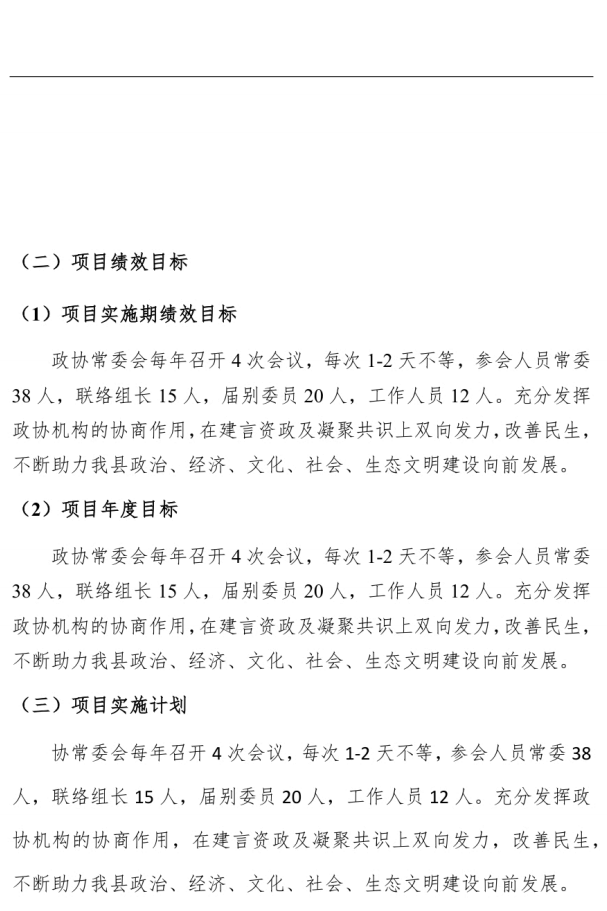 （二）项目绩效目标
（1）项目实施期绩效目标
政协常委会每年召开 4 次会议，每次 1-2 天不等，参会人员常委
38 人，联络组长 15 人，届别委员 20 人，工作人员 12 人。充分发挥
政协机构的协商作用，在建言资政及凝聚共识上双向发力，改善民生，
不断助力我县政治、经济、文化、社会、生态文明建设向前发展。
（2）项目年度目标
政协常委会每年召开 4 次会议，每次 1-2 天不等，参会人员常委
38 人，联络组长 15 人，届别委员 20 人，工作人员 12 人。充分发挥
政协机构的协商作用，在建言资政及凝聚共识上双向发力，改善民生，
不断助力我县政治、经济、文化、社会、生态文明建设向前发展。
（三）项目实施计划
协常委会每年召开 4 次会议，每次 1-2 天不等，参会人员常委 38
人，联络组长 15 人，届别委员 20 人，工作人员 12 人。充分发挥政
协机构的协商作用，在建言资政及凝聚共识上双向发力，改善民生，
不断助力我县政治、经济、文化、社会、生态文明建设向前发展。